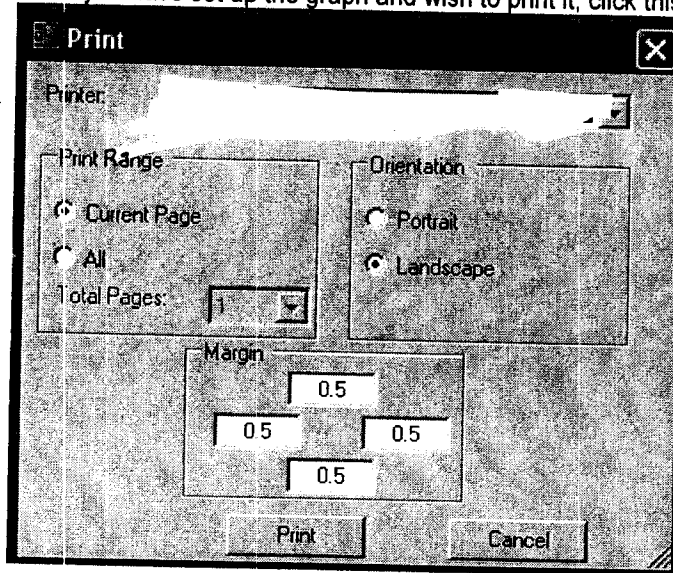 set up the graph and wish to print it, click this
Print
Printer:
Print Range
Current Page
All
Total Pages: 1
Orientation
Portrait
Landscape
Margin
0.5
0.5 0.5
0.5
Print Cancel